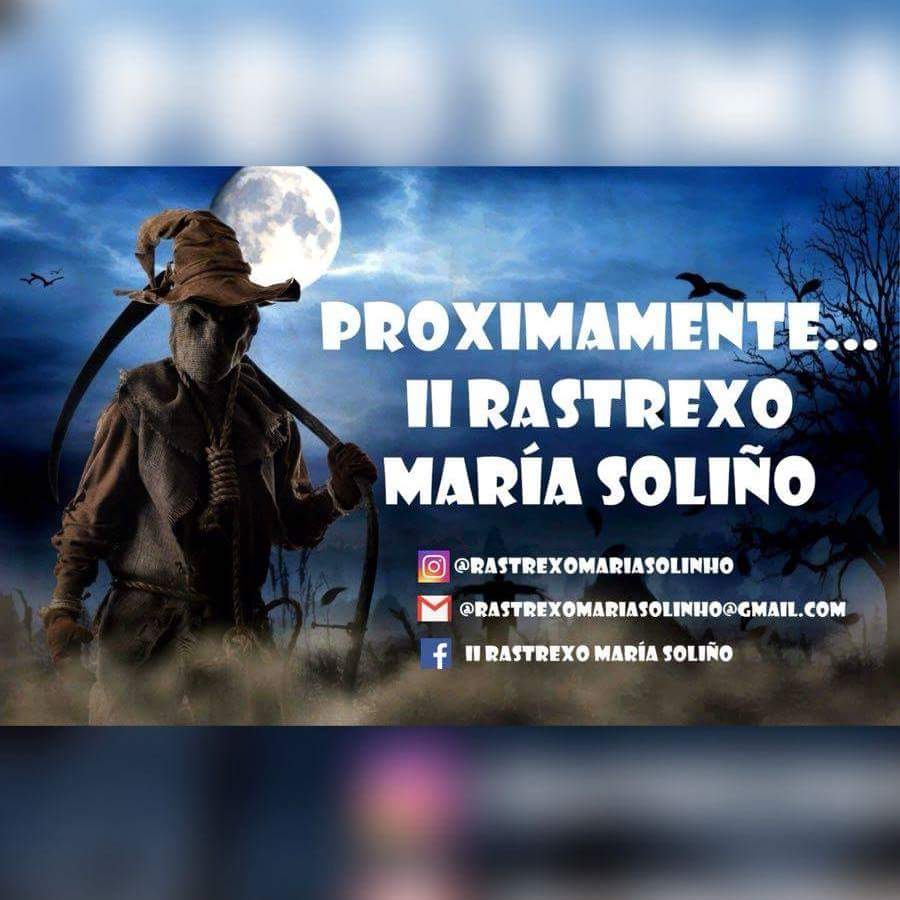 PROXIMAMENTE...
II RASTREXO
MARÍA SOLIÑO
@RASTREXOMARIASOLINHO
@RASTREXOMARIASOLINHO@GMAIL.COM
II RASTREXO MARÍA SOLIÑO